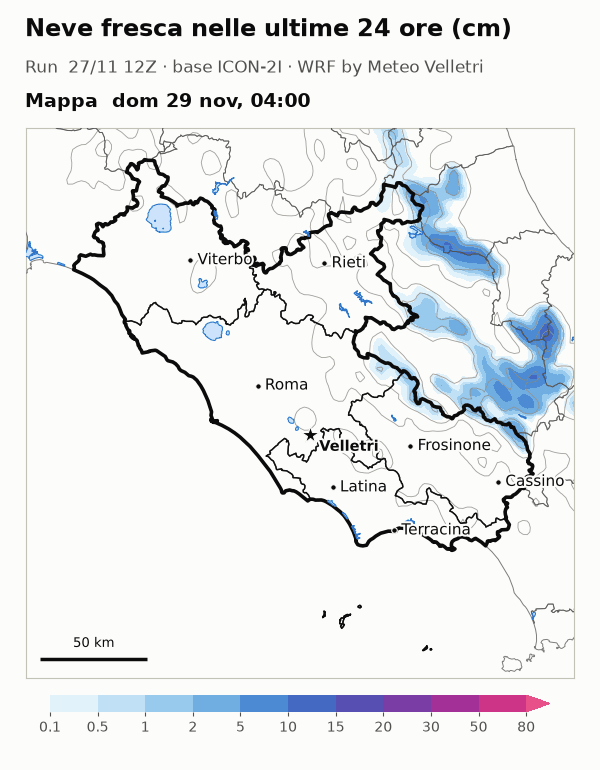 Neve fresca nelle ultime 24 ore (cm)
Run  27/11 12Z · base ICON-2I · WRF by Meteo Velletri
Mappa  dom 29 nov, 04:00
Viterbo
Rieti
Roma
Velletri
Frosinone
Latina
Cassino
Terracina
50 km
0.1 0.5 1 2 5 10 15 20 30 50 80